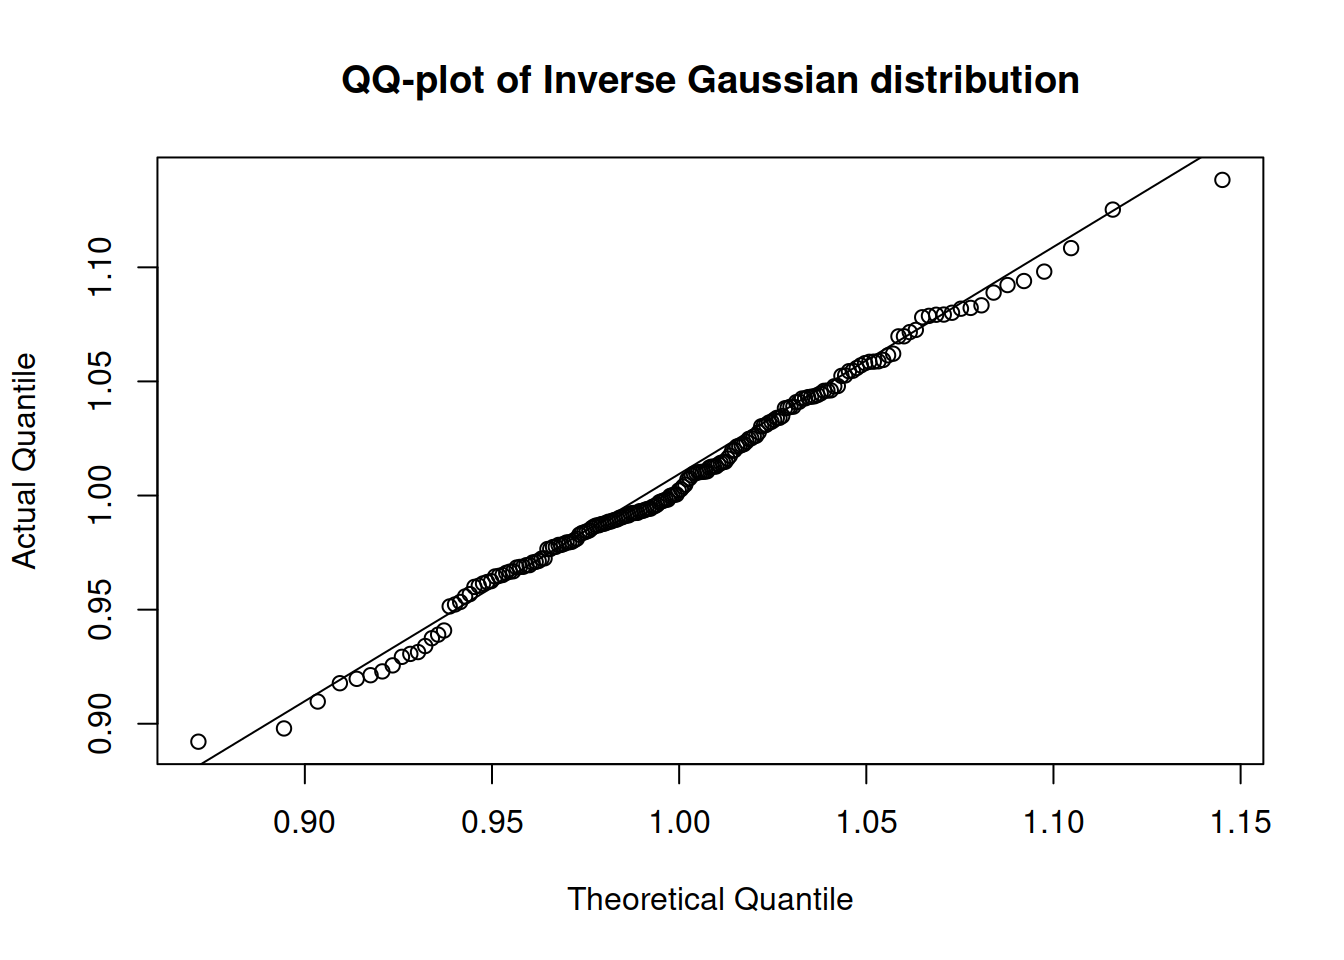 QQ-plot of Inverse Gaussian distribution
Actual Quantile
1.10
1.05
1.00
0.95
0.90
0.90 0.95 1.00 1.05 1.10 1.15
Theoretical Quantile